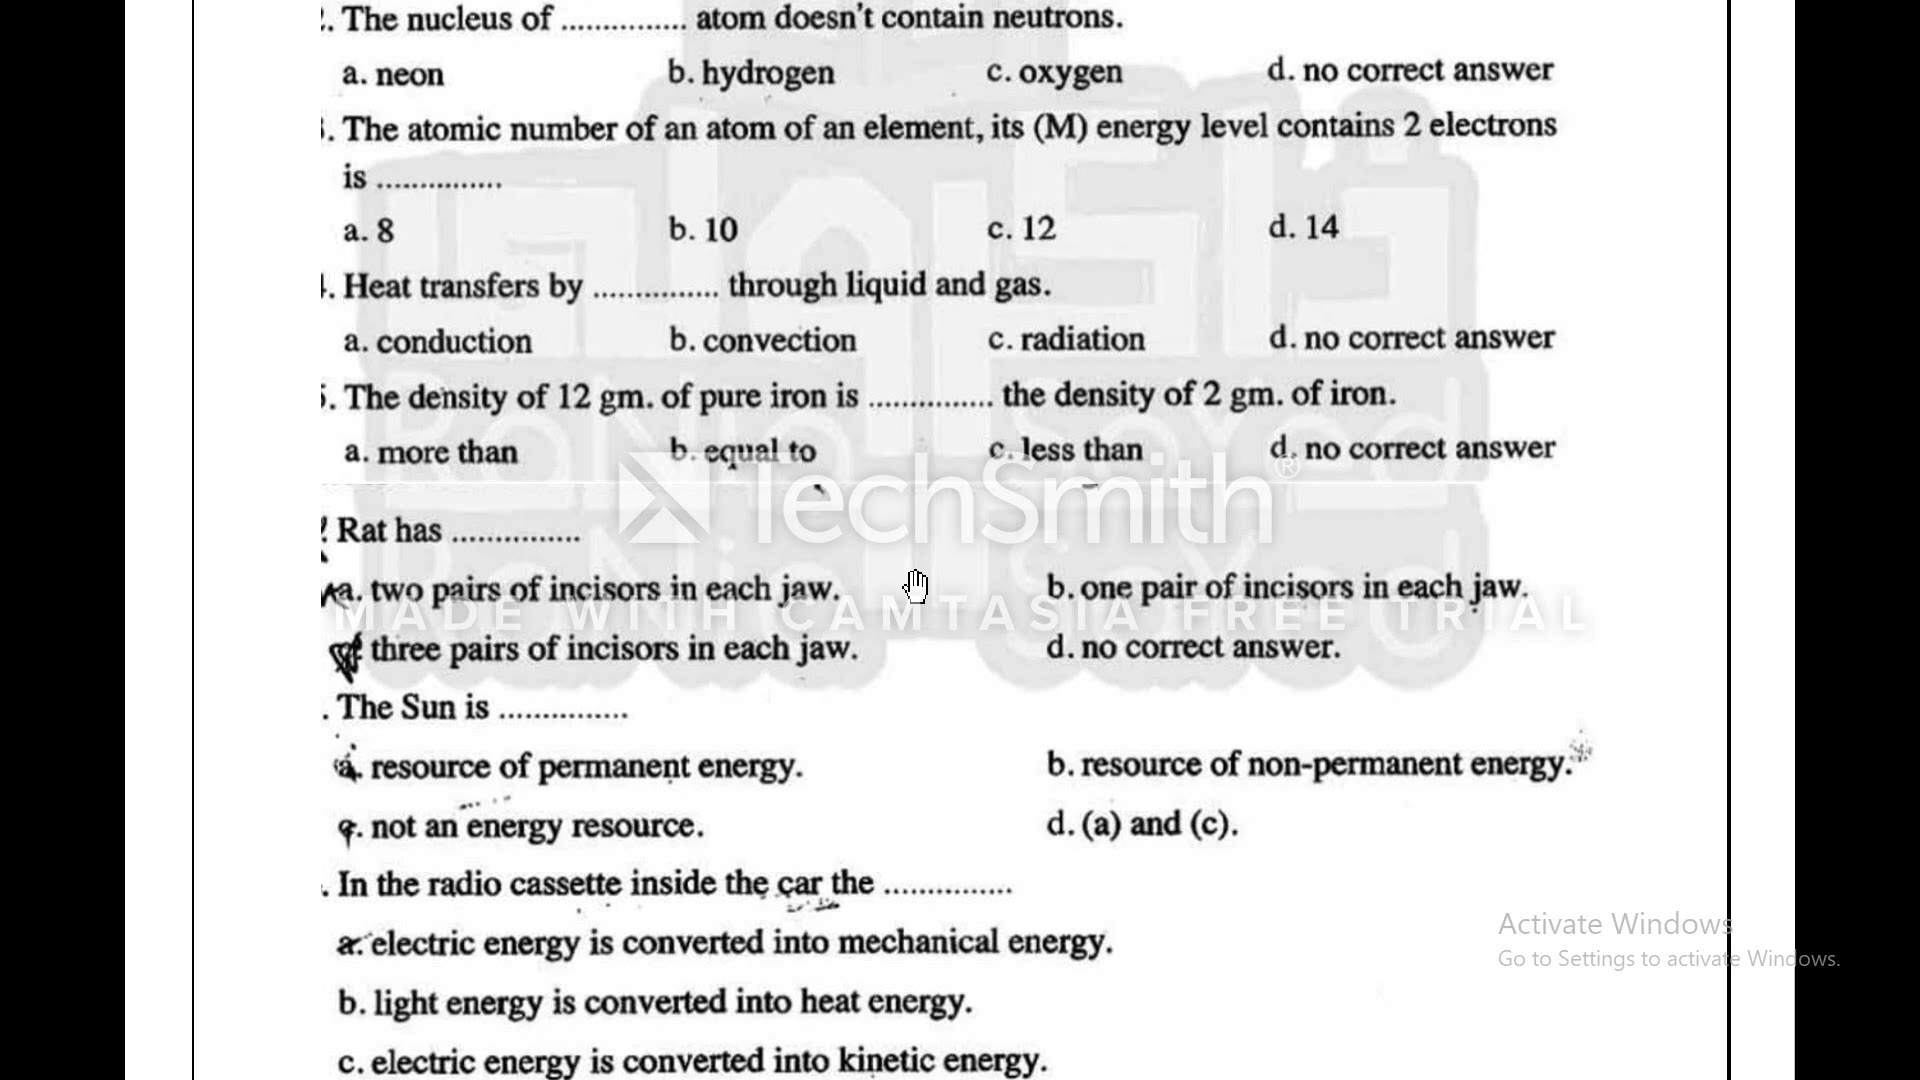 . The nucleus of ............... atom doesn't contain neutrons.
a. neon b. hydrogen c. oxygen d. no correct answer
. The atomic number of an atom of an element, its (M) energy level contains 2 electrons
is ...............
a. 8 b. 10 c. 12 d. 14
. Heat transfers by ............... through liquid and gas.
a. conduction b. convection c. radiation d. no correct answer
. The density of 12 gm. of pure iron is ............... the density of 2 gm. of iron.
a. more than b. equal to c. less than d. no correct answer
TechSmith®
Rat has ...............
a. two pairs of incisors in each jaw. b. one pair of incisors in each jaw.
MADE WITH CAMTASIA FREE TRIAL
three pairs of incisors in each jaw. d. no correct answer.
. The Sun is ...............
a. resource of permanent energy. b. resource of non-permanent energy.
c. not an energy resource. d. (a) and (c).
. In the radio cassette inside the car the ...............
a. electric energy is converted into mechanical energy.
Activate Windows
Go to Settings to activate Windows.
b. light energy is converted into heat energy.
c. electric energy is converted into kinetic energy.